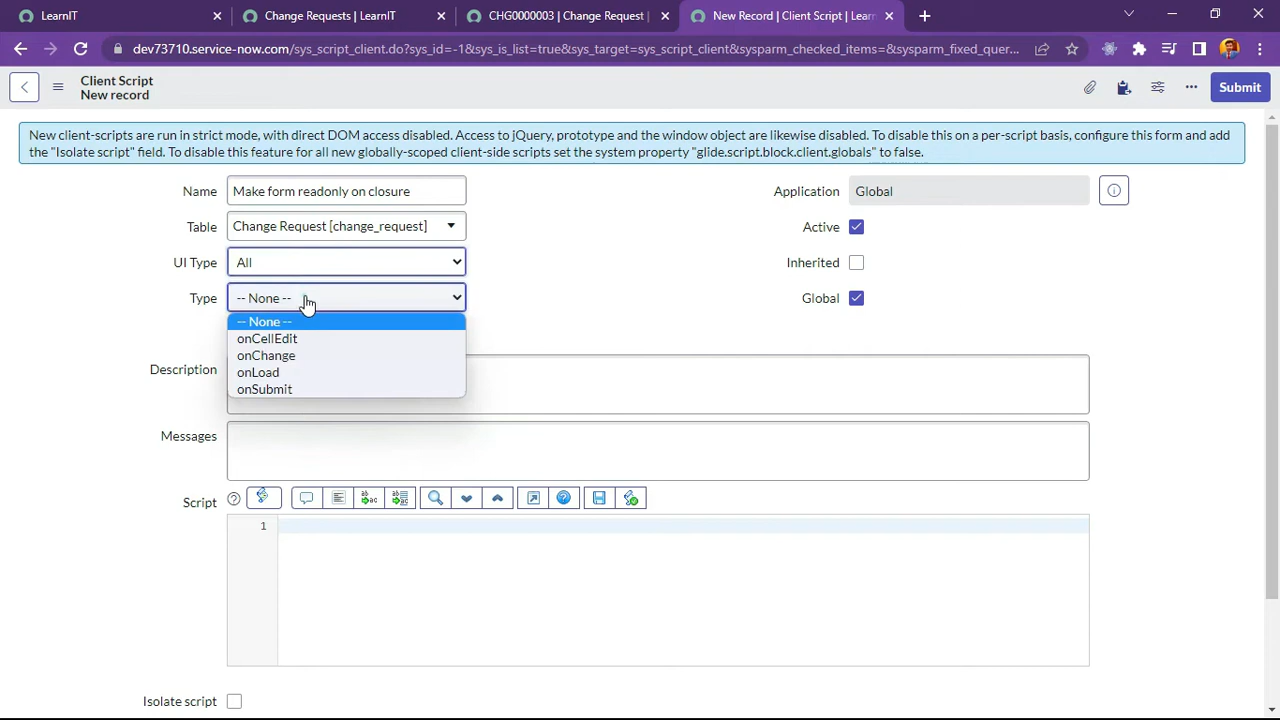 LearnIT
Change Requests | LearnIT
CHG0000003 | Change Request |
New Record | Client Script | Learn
dev73710.service-now.com/sys_script_client.do?sys_id=-1&sys_is_list=true&sys_target=sys_script_client&sysparm_checked_items=&sysparm_fixed_quer...
Client Script
New record
Submit
New client-scripts are run in strict mode, with direct DOM access disabled. Access to jQuery, prototype and the window object are likewise disabled. To disable this on a per-script basis, configure this form and add
the "Isolate script" field. To disable this feature for all new globally-scoped client-side scripts set the system property "glide.script.block.client.globals" to false.
Name Make form readonly on closure
Application Global
Table Change Request [change_request]
Active
UI Type All
Inherited
Type -- None --
Global
-- None --
onCellEdit
onChange
onLoad
onSubmit
Description
Messages
Script
1
Isolate script